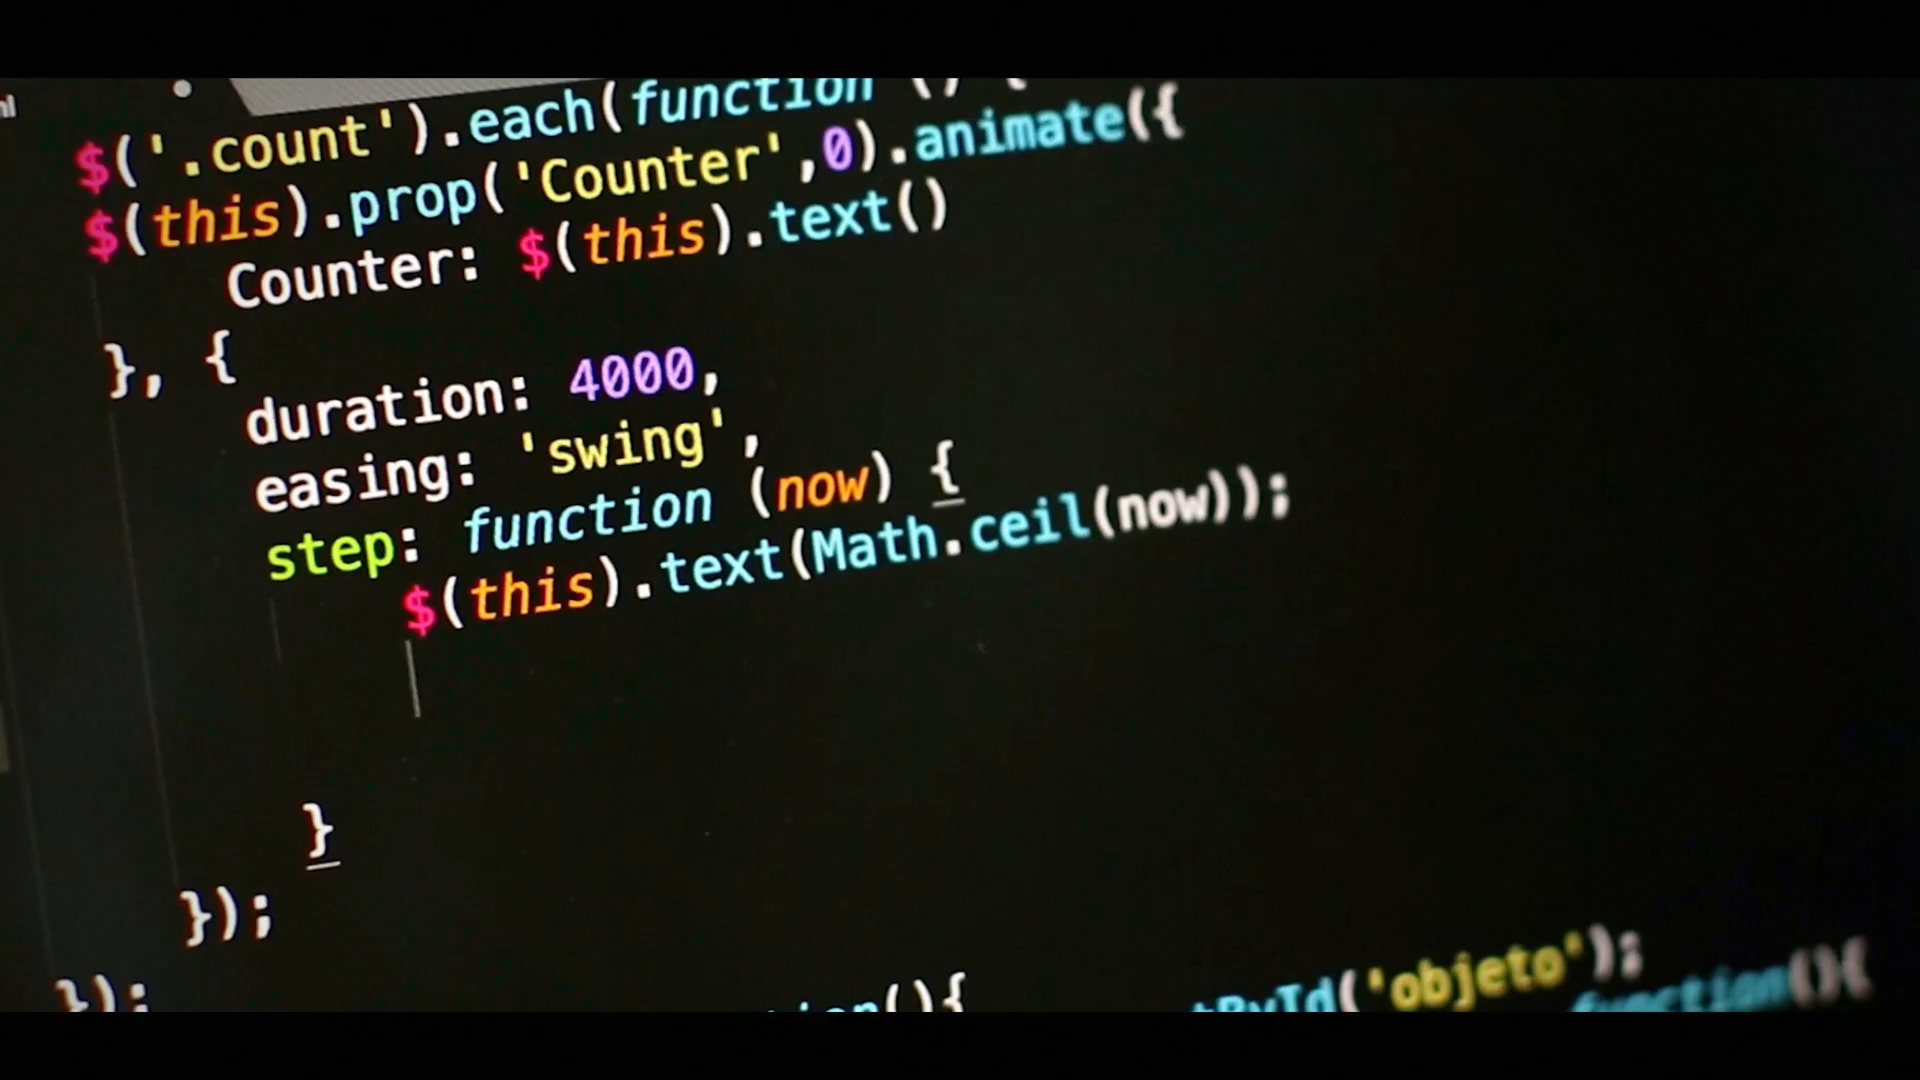 $('.count').each(function () {
$(this).prop('Counter',0).animate({
Counter: $(this).text()
}, {
duration: 4000,
easing: 'swing',
step: function (now) {
$(this).text(Math.ceil(now));
}
});
});
(){ ('objeto');
function(){